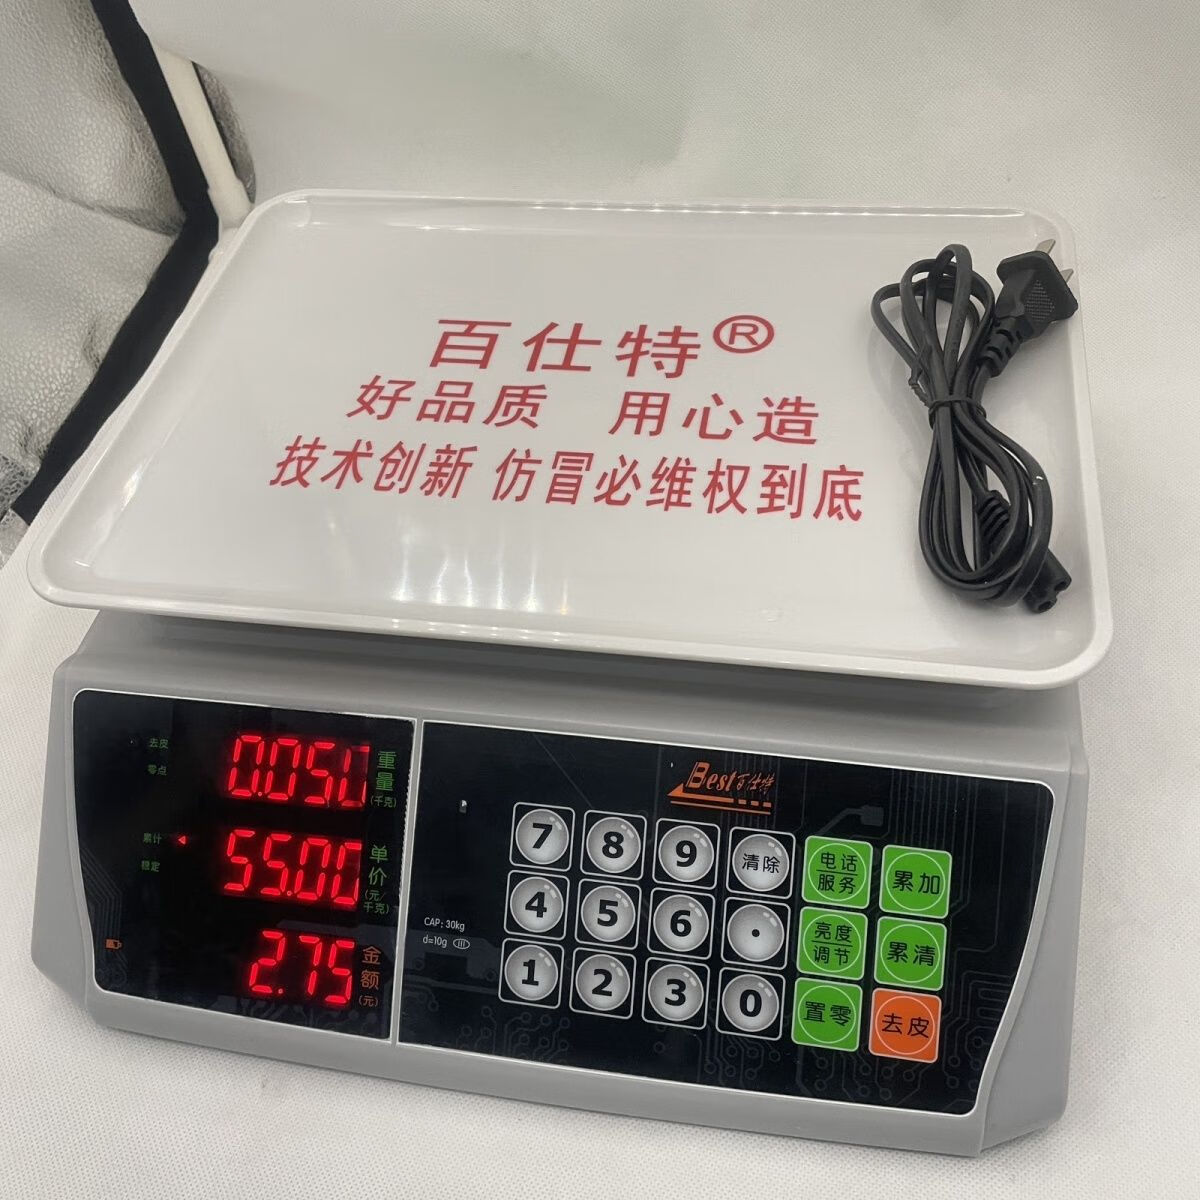 百仕特®
好品质 用心造
技术创新 仿冒必维权到底
去皮
零点
0.050
重量
(千克)
累计
稳定
55.00
单价
(元/千克)
2.75
金额
(元)
Best百仕特
CAP: 30kg
d=10g III
7 8 9 清除 电话服务 累加
4 5 6 . 亮度调节 累清
1 2 3 0 置零 去皮